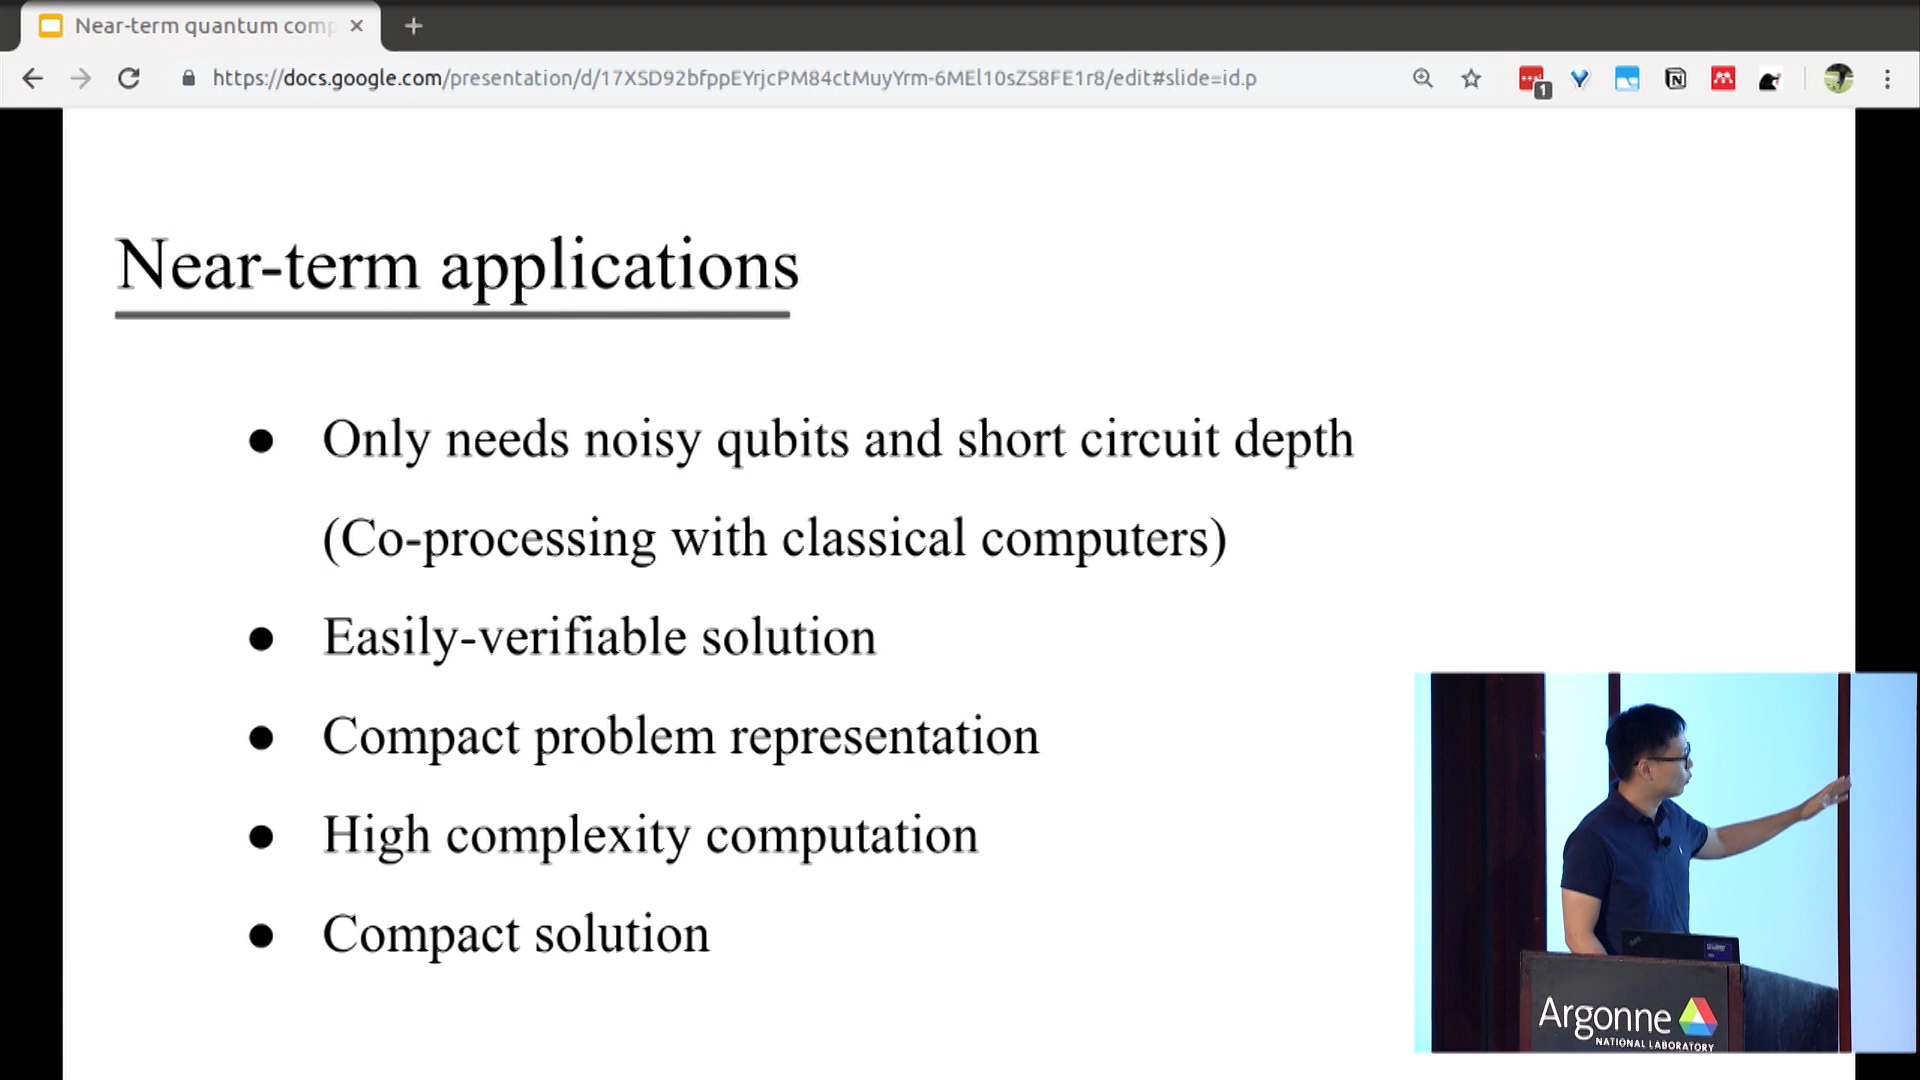 Near-term quantum comp
https://docs.google.com/presentation/d/17XSD92bfppEYrjcPM84ctMuyYrm-6MEl10sZS8FE1r8/edit#slide=id.p
1
Near-term applications
● Only needs noisy qubits and short circuit depth
(Co-processing with classical computers)
● Easily-verifiable solution
● Compact problem representation
● High complexity computation
● Compact solution
Argonne
NATIONAL LABORATORY